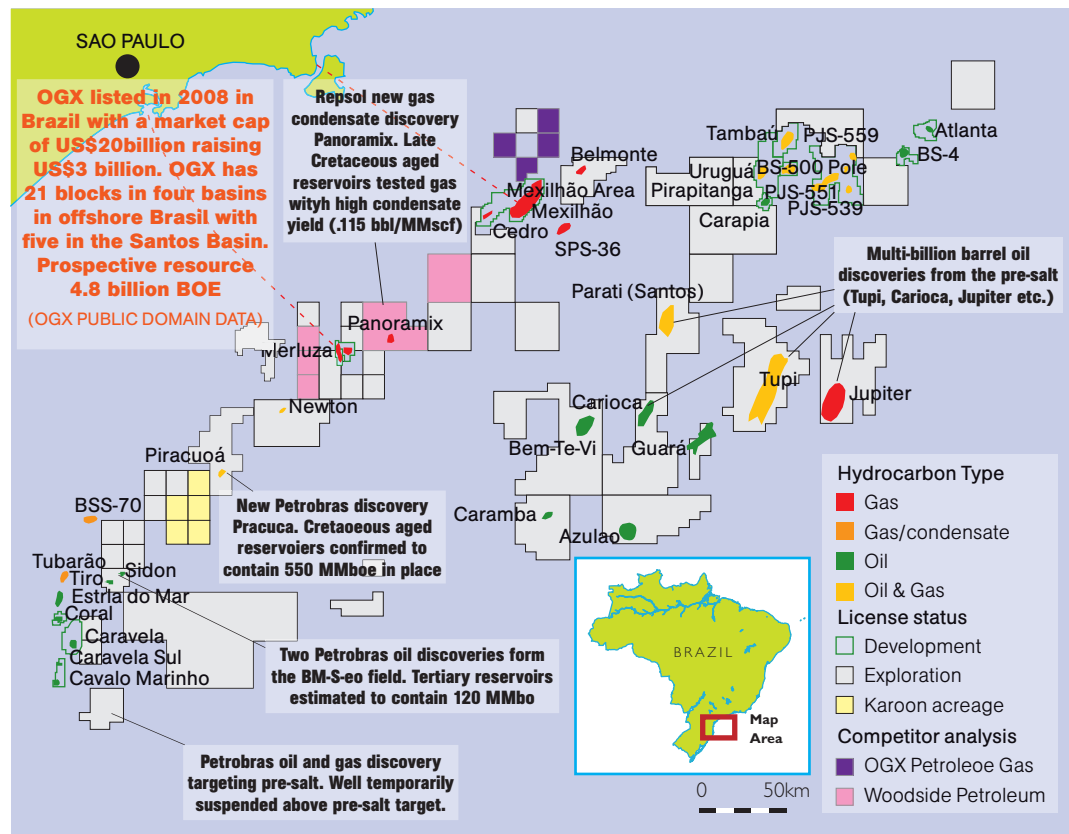 SAO PAULO
OGX listed in 2008 in
Brazil with a market cap
of US$20billion raising
US$3 billion. OGX has
21 blocks in four basins
in offshore Brasil with
five in the Santos Basin.
Prospective resource
4.8 billion BOE
(OGX PUBLIC DOMAIN DATA)
Repsol new gas
condensate discovery
Panoramix. Late
Cretaceous aged
reservoirs tested gas
wityh high condensate
yield (.115 bbl/MMscf)
Belmonte
Mexilhão Area
Mexilhão
Cedro
SPS-36
Tambaú
PJS-559
Atlanta
BS-4
Uruguá
BS-500 Pole
Pirapitanga
PJS-551
PJS-539
Carapia
Multi-billion barrel oil
discoveries from the pre-salt
(Tupi, Carioca, Jupiter etc.)
Parati (Santos)
Panoramix
Merluza
Tupi
Jupiter
Newton
Carioca
Bem-Te-Vi
Guará
Piracuoá
BSS-70
New Petrobras discovery
Pracuca. Cretaoeous aged
reservoiers confirmed to
contain 550 MMboe in place
Caramba
Azulao
Tubarão
Tiro
Sidon
Estrla do Mar
Coral
Caravela
Caravela Sul
Cavalo Marinho
Two Petrobras oil discoveries form
the BM-S-eo field. Tertiary reservoirs
estimated to contain 120 MMbo
Petrobras oil and gas discovery
targeting pre-salt. Well temporarily
suspended above pre-salt target.
BRAZIL
Map
Area
0 50km
Hydrocarbon Type
Gas
Gas/condensate
Oil
Oil & Gas
License status
Development
Exploration
Karoon acreage
Competitor analysis
OGX Petroleoe Gas
Woodside Petroleum